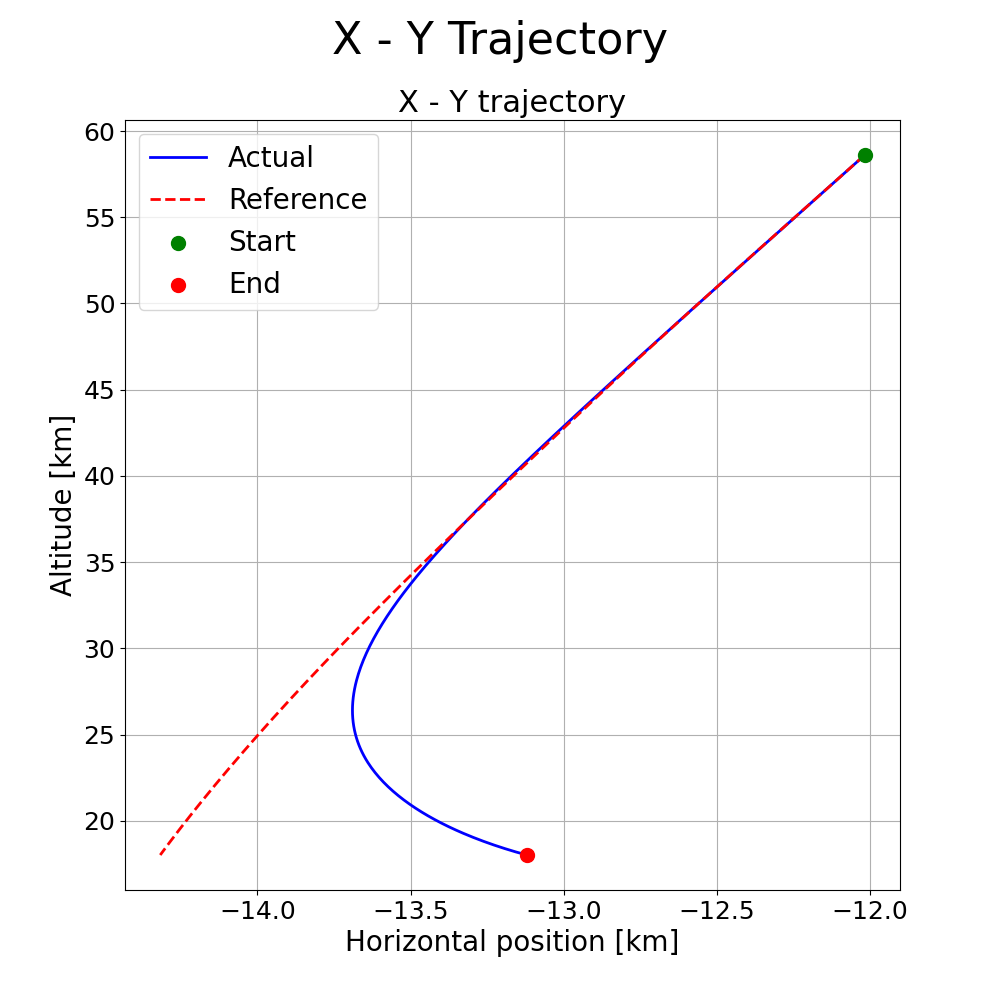 X - Y Trajectory
X - Y trajectory
Actual
Reference
Start
End
60
55
50
45
40
35
30
25
20
Altitude [km]
−14.0 −13.5 −13.0 −12.5 −12.0
Horizontal position [km]